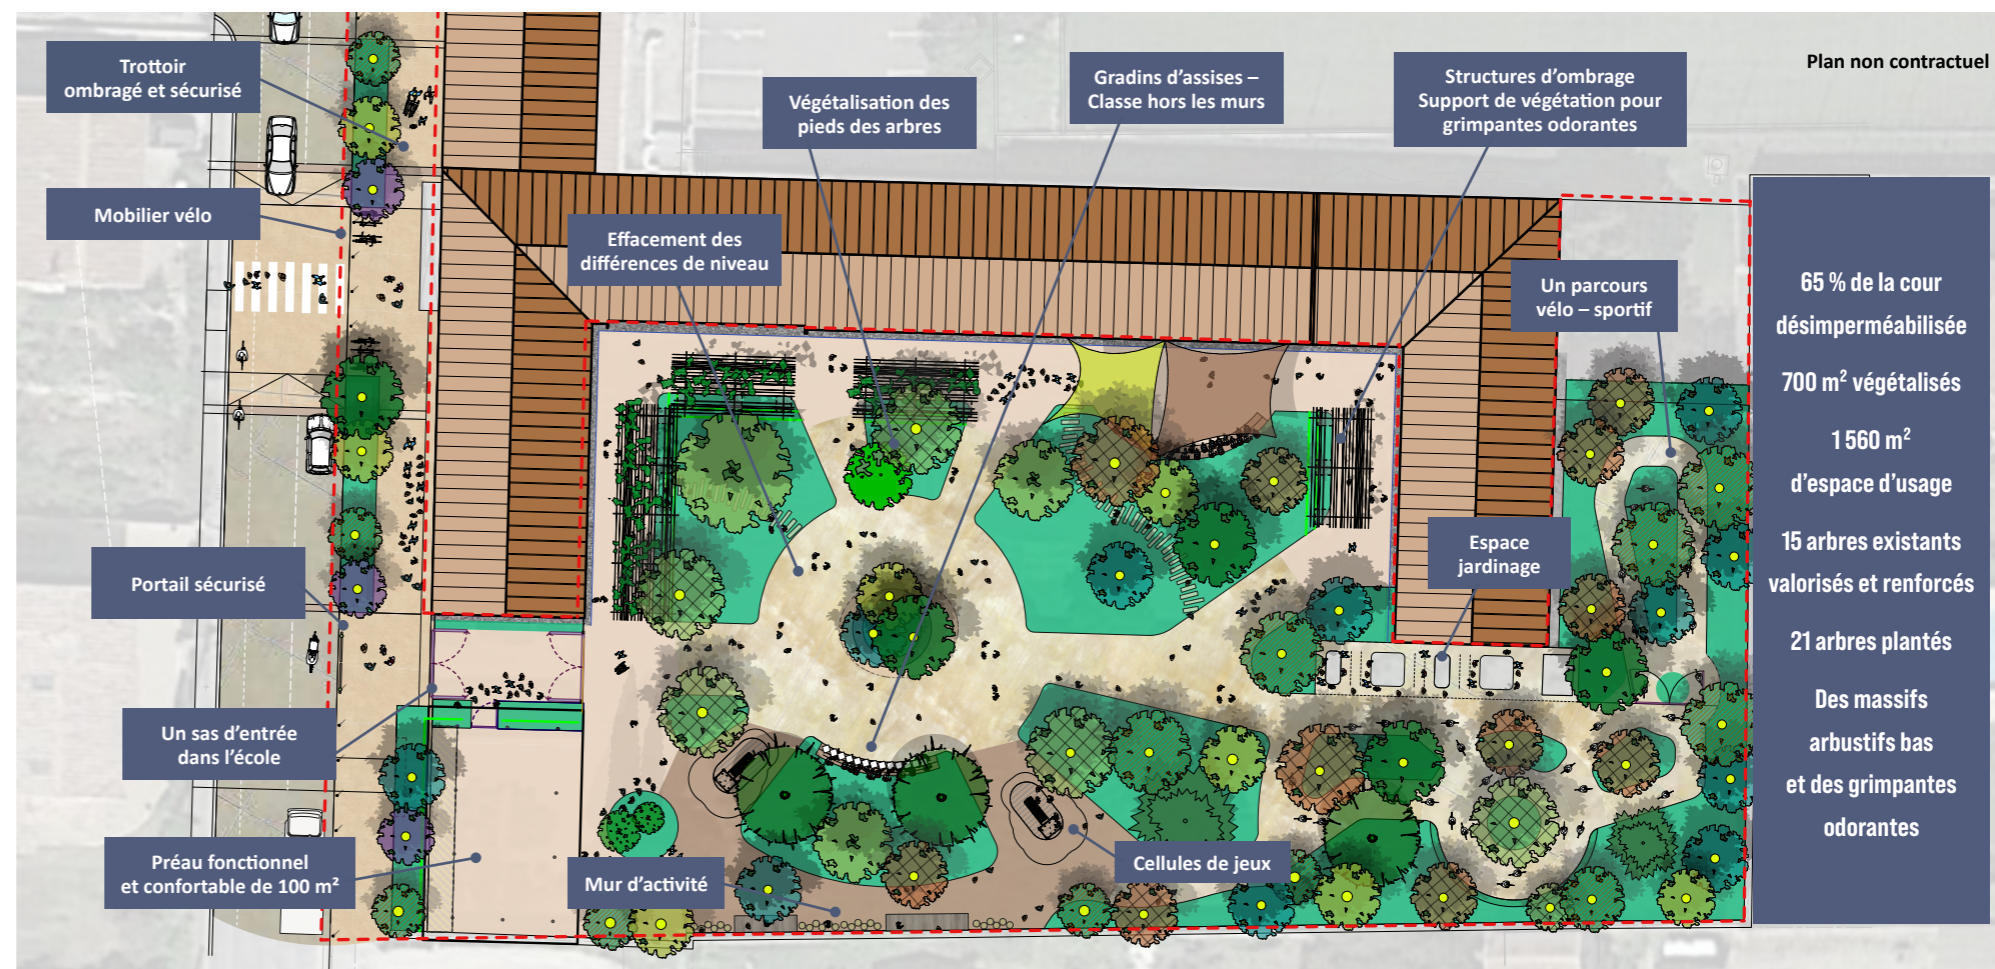 Plan non contractuel
Trottoir
ombragé et sécurisé
Végétalisation des
pieds des arbres
Gradins d’assises –
Classe hors les murs
Structures d’ombrage
Support de végétation pour
grimpantes odorantes
Mobilier vélo
Effacement des
différences de niveau
Un parcours
vélo – sportif
Portail sécurisé
Espace
jardinage
Un sas d’entrée
dans l’école
Préau fonctionnel
et confortable de 100 m²
Mur d’activité
Cellules de jeux
65 % de la cour
désimperméabilisée
700 m² végétalisés
1 560 m²
d’espace d’usage
15 arbres existants
valorisés et renforcés
21 arbres plantés
Des massifs
arbustifs bas
et des grimpantes
odorantes